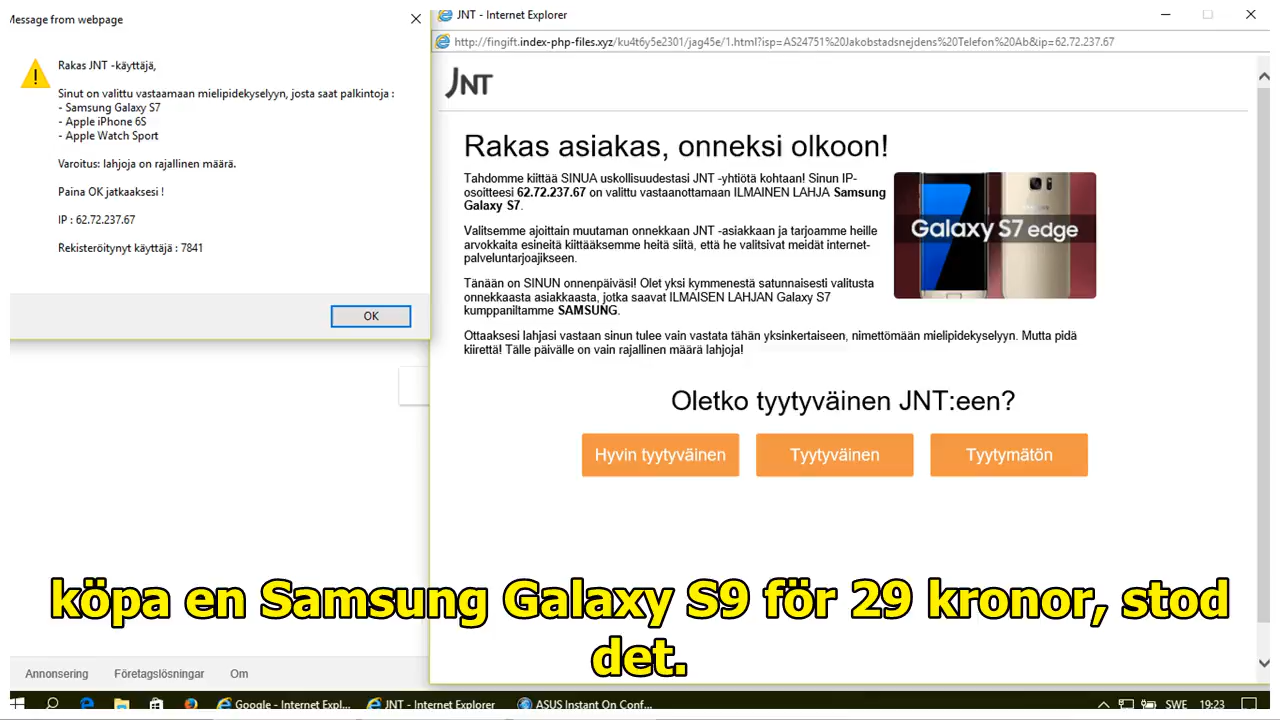 Message from webpage
Rakas JNT -käyttäjä,
Sinut on valittu vastaamaan mielipidekyselyyn, josta saat palkintoja :
- Samsung Galaxy S7
- Apple iPhone 6S
- Apple Watch Sport
Varoitus: lahjoja on rajallinen määrä.
Paina OK jatkaaksesi !
IP : 62.72.237.67
Rekisteröitynyt käyttäjä : 7841
OK
JNT - Internet Explorer
http://fingift.index-php-files.xyz/ku4t6y5e2301/jag45e/1.html?isp=AS24751%20Jakobstadsnejdens%20Telefon%20Ab&ip=62.72.237.67
JNT
Rakas asiakas, onneksi olkoon!
Tahdomme kiittää SINUA uskollisuudestasi JNT -yhtiötä kohtaan! Sinun IP-
osoitteesi 62.72.237.67 on valittu vastaanottamaan ILMAINEN LAHJA Samsung
Galaxy S7.
Valitsemme ajoittain muutaman onnekkaan JNT -asiakkaan ja tarjoamme heille
arvokkaita esineitä kiittääksemme heitä siitä, että he valitsivat meidät internet-
palveluntarjoajikseen.
Tänään on SINUN onnenpäiväsi! Olet yksi kymmenestä satunnaisesti valitusta
onnekkaasta asiakkaasta, jotka saavat ILMAISEN LAHJAN Galaxy S7
kumppaniltamme SAMSUNG.
Galaxy S7 edge
Ottaaksesi lahjasi vastaan sinun tulee vain vastata tähän yksinkertaiseen, nimettömään mielipidekyselyyn. Mutta pidä
kiirettä! Tälle päivälle on vain rajallinen määrä lahjoja!
Oletko tyytyväinen JNT:een?
Hyvin tyytyväinen
Tyytyväinen
Tyytymätön
köpa en Samsung Galaxy S9 för 29 kronor, stod
det.
Annonsering Företagslösningar Om
Google - Internet Expl... JNT - Internet Explorer ASUS Instant On Conf... SWE 19:23